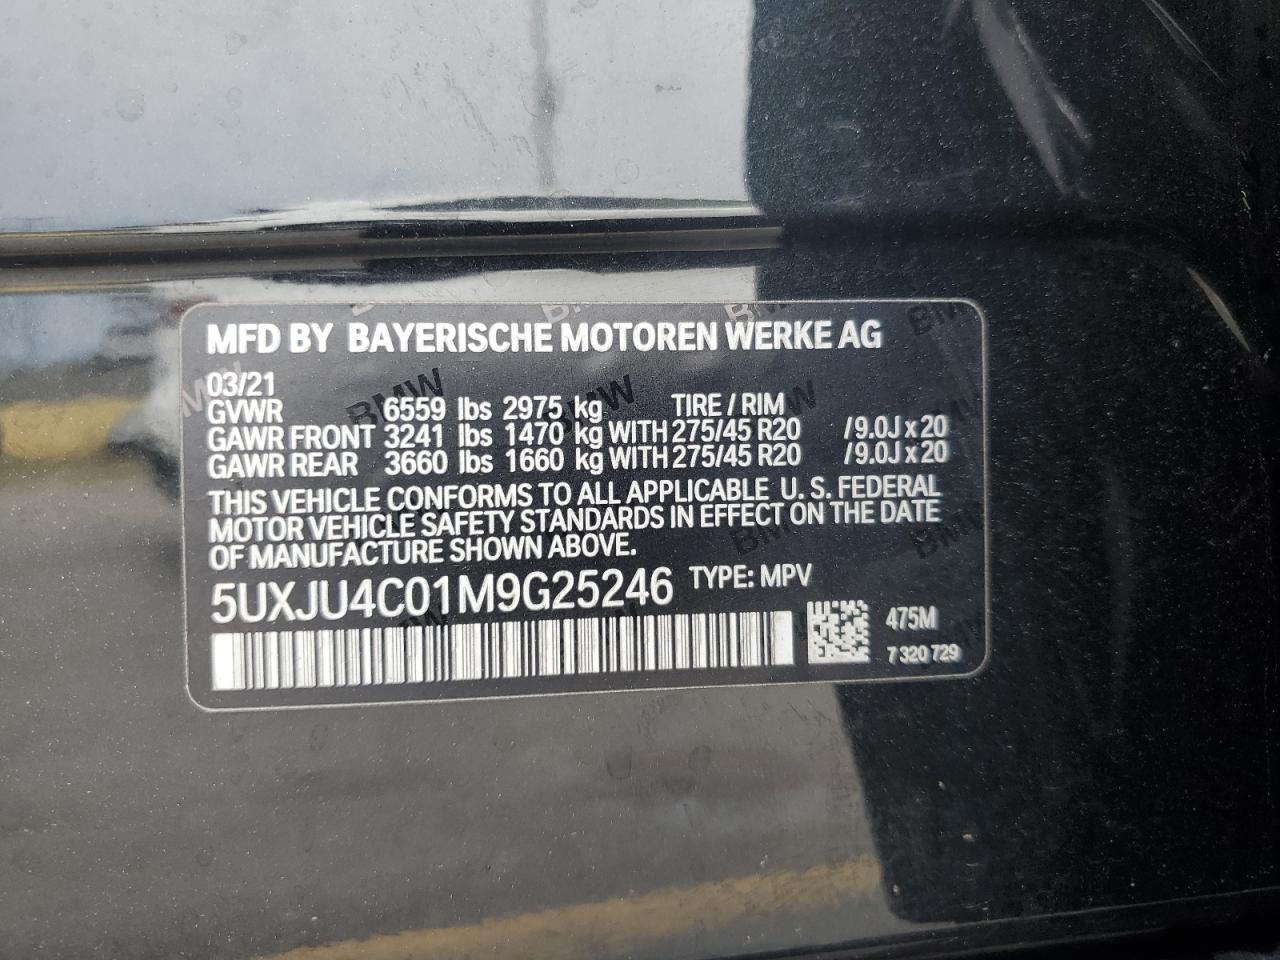 MFD BY BAYERISCHE MOTOREN WERKE AG
03/21
GVWR 6559 lbs 2975 kg TIRE / RIM
GAWR FRONT 3241 lbs 1470 kg WITH 275/45 R20 /9.0J x 20
GAWR REAR 3660 lbs 1660 kg WITH 275/45 R20 /9.0J x 20
THIS VEHICLE CONFORMS TO ALL APPLICABLE U. S. FEDERAL
MOTOR VEHICLE SAFETY STANDARDS IN EFFECT ON THE DATE
OF MANUFACTURE SHOWN ABOVE.
5UXJU4C01M9G25246 TYPE: MPV
475M
7 320 729